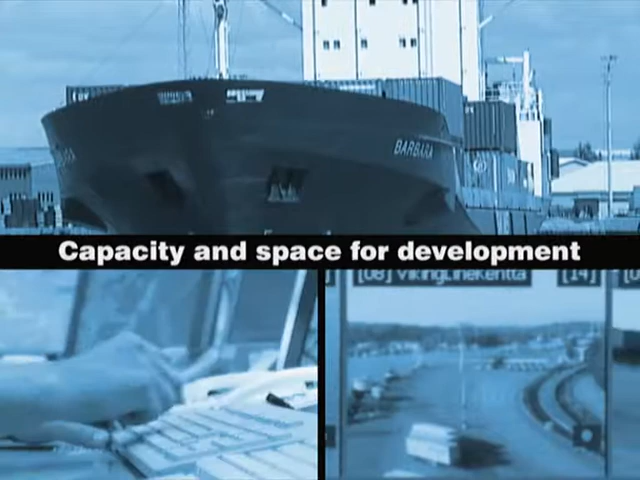 BARBARA
Capacity and space for development
[08] VikingLineKenttä [14]